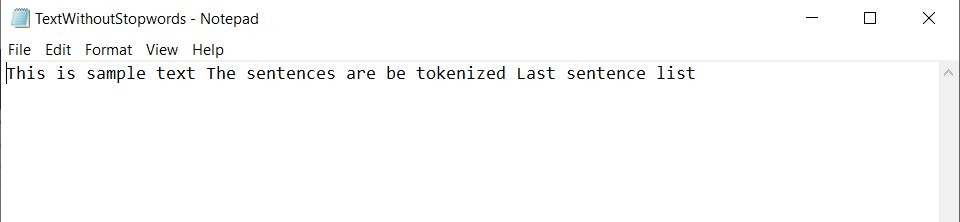 TextWithoutStopwords - Notepad
File Edit Format View Help
This is sample text The sentences are be tokenized Last sentence list